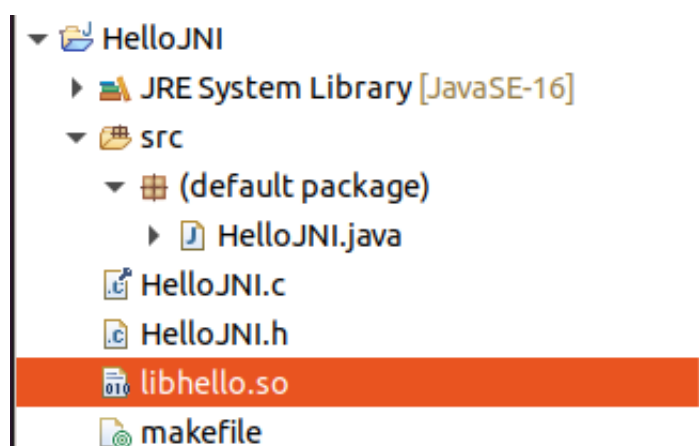 HelloJNI
JRE System Library [JavaSE-16]
src
(default package)
HelloJNI.java
HelloJNI.c
HelloJNI.h
libhello.so
makefile